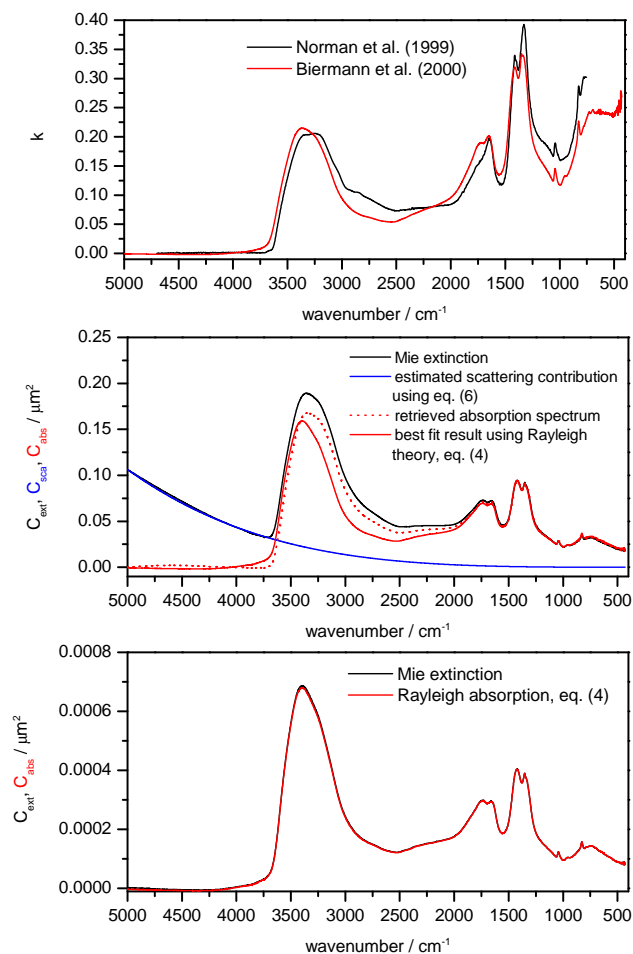 0.40
0.35
0.30
0.25
0.20
0.15
0.10
0.05
0.00
k
Norman et al. (1999)
Biermann et al. (2000)
5000 4500 4000 3500 3000 2500 2000 1500 1000 500
wavenumber / cm⁻¹
0.25
0.20
0.15
0.10
0.05
0.00
C_ext, C_sca, C_abs / μm²
Mie extinction
estimated scattering contribution
using eq. (6)
retrieved absorption spectrum
best fit result using Rayleigh
theory, eq. (4)
5000 4500 4000 3500 3000 2500 2000 1500 1000 500
wavenumber / cm⁻¹
0.0008
0.0006
0.0004
0.0002
0.0000
C_ext, C_abs / μm²
Mie extinction
Rayleigh absorption, eq. (4)
5000 4500 4000 3500 3000 2500 2000 1500 1000 500
wavenumber / cm⁻¹